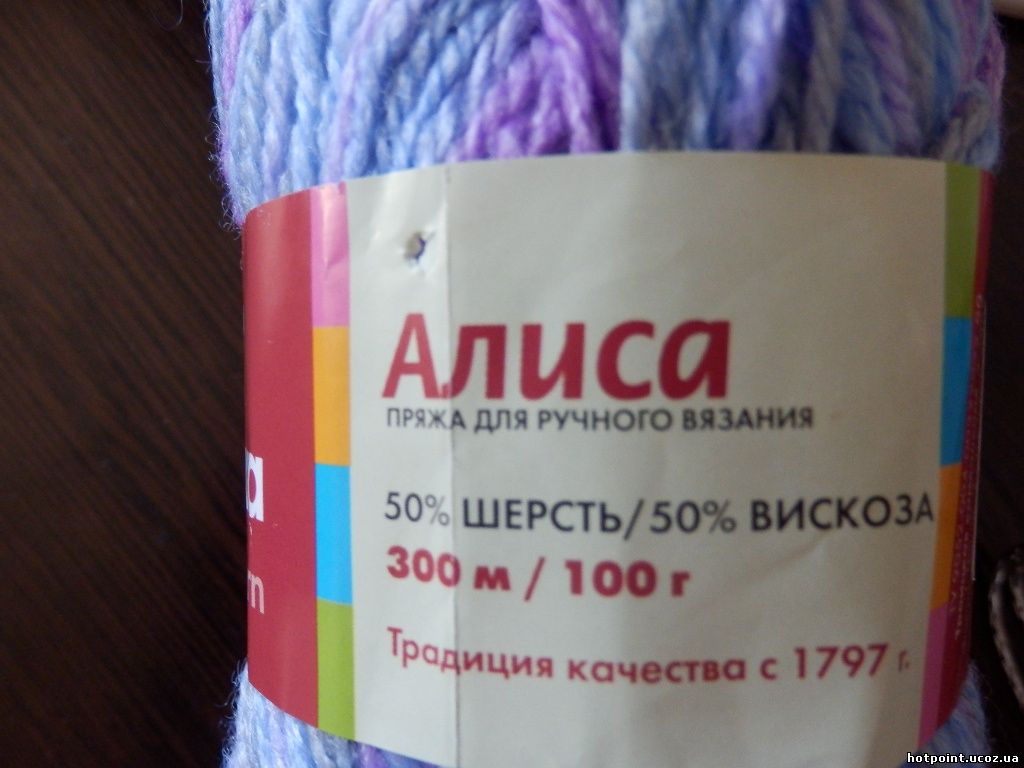 Алиса
ПРЯЖА ДЛЯ РУЧНОГО ВЯЗАНИЯ
50% ШЕРСТЬ/50% ВИСКОЗА
300 м / 100 г
Традиция качества с 1797 г.
hotpoint.ucoz.ua